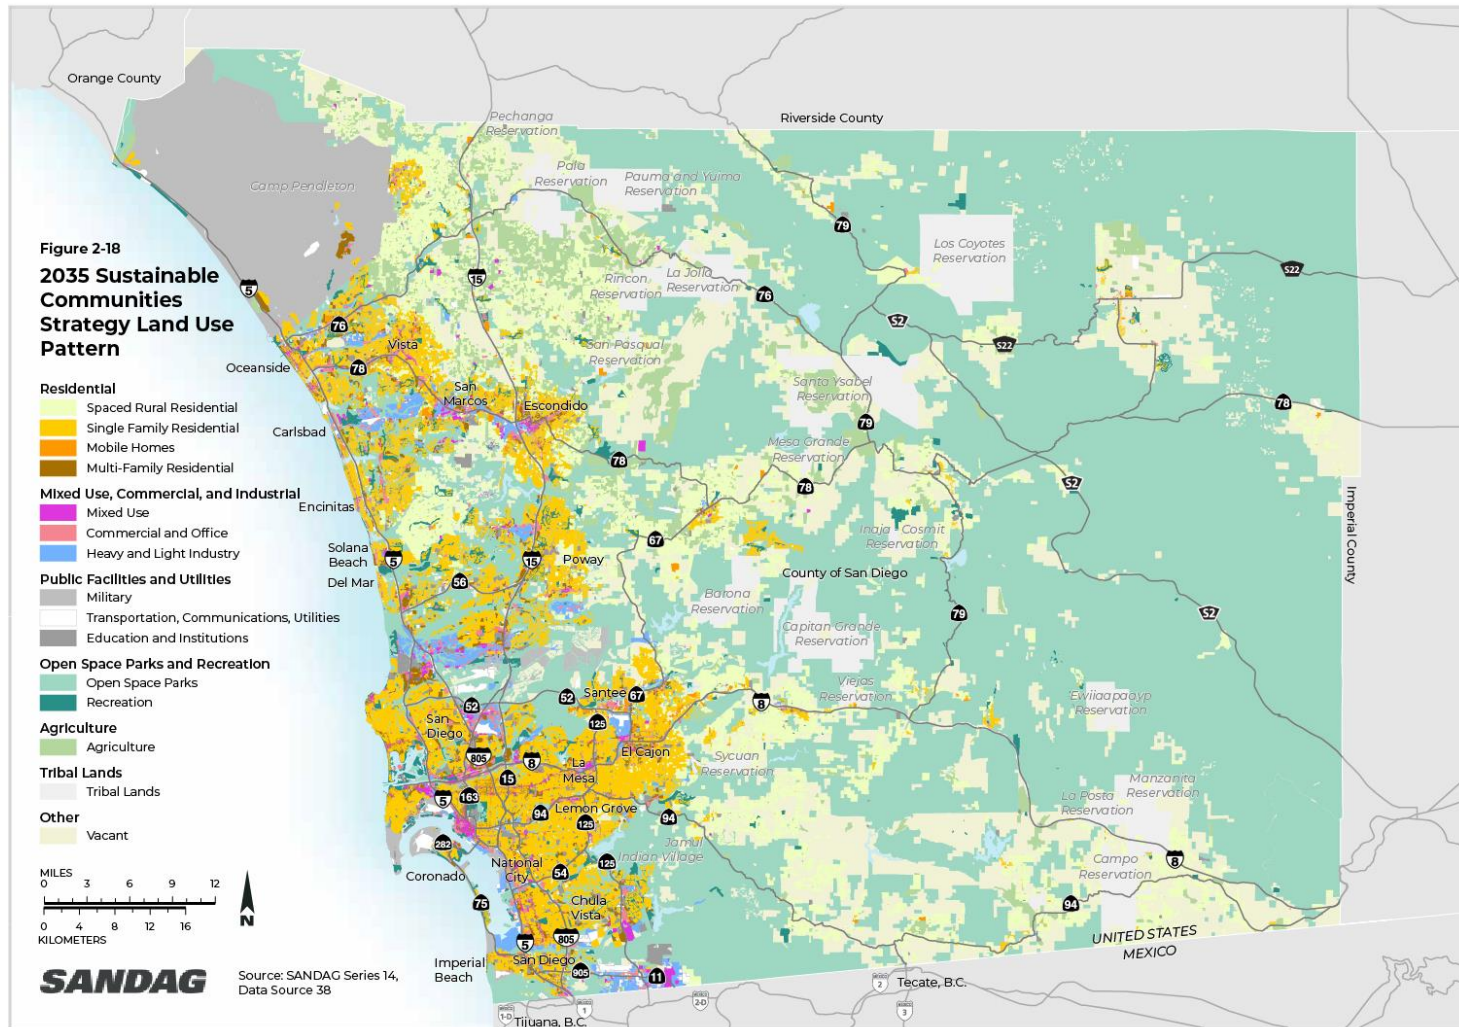 Orange County
Riverside County
Pechanga
Reservation
Pala
Reservation
Pauma and Yuima
Reservation
Camp Pendleton
79
Los Coyotes
Reservation
Figure 2-18
2035 Sustainable
Communities
Strategy Land Use
Pattern
5
15
Rincon
Reservation
La Jolla
Reservation
76
S22
S2
S22
76
Vista
78
Oceanside
San Pasqual
Reservation
Santa Ysabel
Reservation
San
Marcos
Escondido
79
78
Carlsbad
Mesa Grande
Reservation
78
78
S2
Residential
Spaced Rural Residential
Single Family Residential
Mobile Homes
Multi-Family Residential
Mixed Use, Commercial, and Industrial
Mixed Use
Commercial and Office
Heavy and Light Industry
Public Facilities and Utilities
Military
Transportation, Communications, Utilities
Education and Institutions
Open Space Parks and Recreation
Open Space Parks
Recreation
Agriculture
Agriculture
Tribal Lands
Tribal Lands
Other
Vacant
Encinitas
Solana
Beach
Del Mar
5
56
15
Poway
67
Inaja Cosmit
Reservation
County of San Diego
Imperial County
Barona
Reservation
Capitan Grande
Reservation
79
S2
Viejas
Reservation
8
Ewiiaapaayp
Reservation
52
Santee
67
52
125
San
Diego
805
8
La
Mesa
El Cajon
Sycuan
Reservation
15
5
163
94
Lemon Grove
125
94
La Posta
Reservation
Manzanita
Reservation
282
Coronado
National
City
54
125
Jamul
Indian Village
Campo
Reservation
8
75
Chula
Vista
94
5
805
UNITED STATES
MEXICO
Imperial
Beach
San Diego
905
11
Tecate, B.C.
2
2-D
1
1-D
3
Tijuana, B.C.
MILES
0 3 6 9 12
0 4 8 12 16
KILOMETERS
N
SANDAG
Source: SANDAG Series 14,
Data Source 38